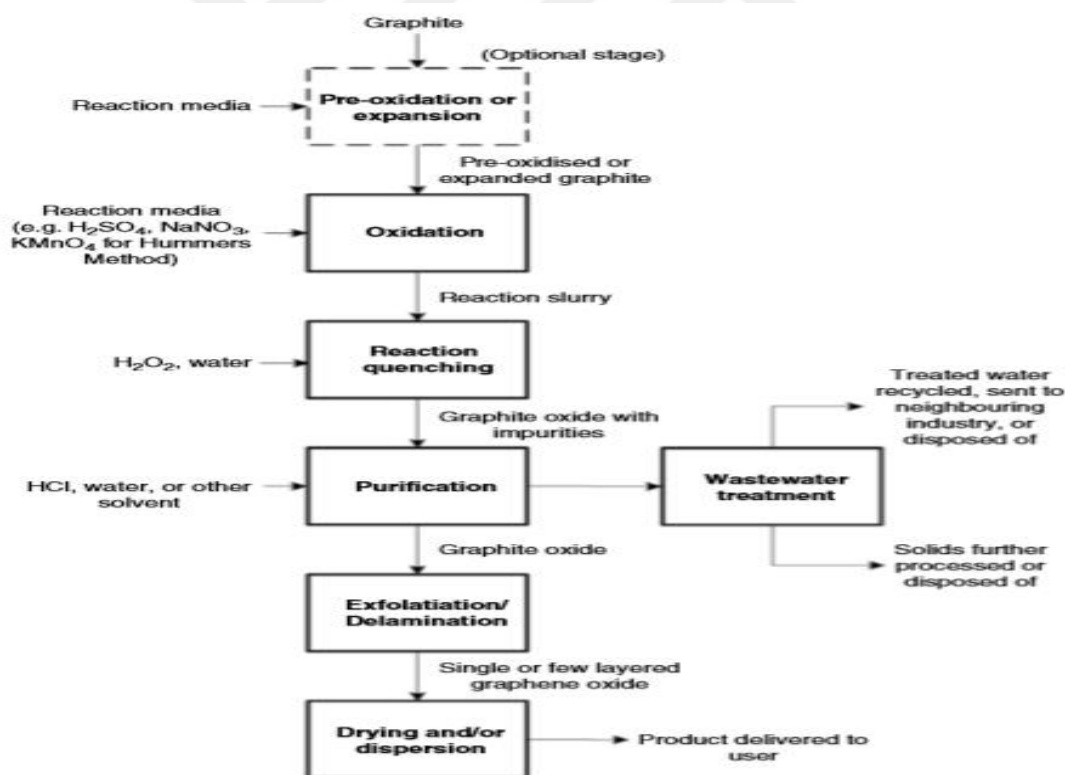 Graphite
(Optional stage)
Reaction media
Pre-oxidation or
expansion
Pre-oxidised or
expanded graphite
Reaction media
(e.g. H₂SO₄, NaNO₃,
KMnO₄ for Hummers
Method)
Oxidation
Reaction slurry
H₂O₂, water
Reaction
quenching
Graphite oxide with
impurities
Treated water
recycled, sent to
neighbouring
industry, or
disposed of
HCl, water, or other
solvent
Purification
Wastewater
treatment
Graphite oxide
Solids further
processed or
disposed of
Exfolatiation/
Delamination
Single or few layered
graphene oxide
Drying and/or
dispersion
Product delivered to
user